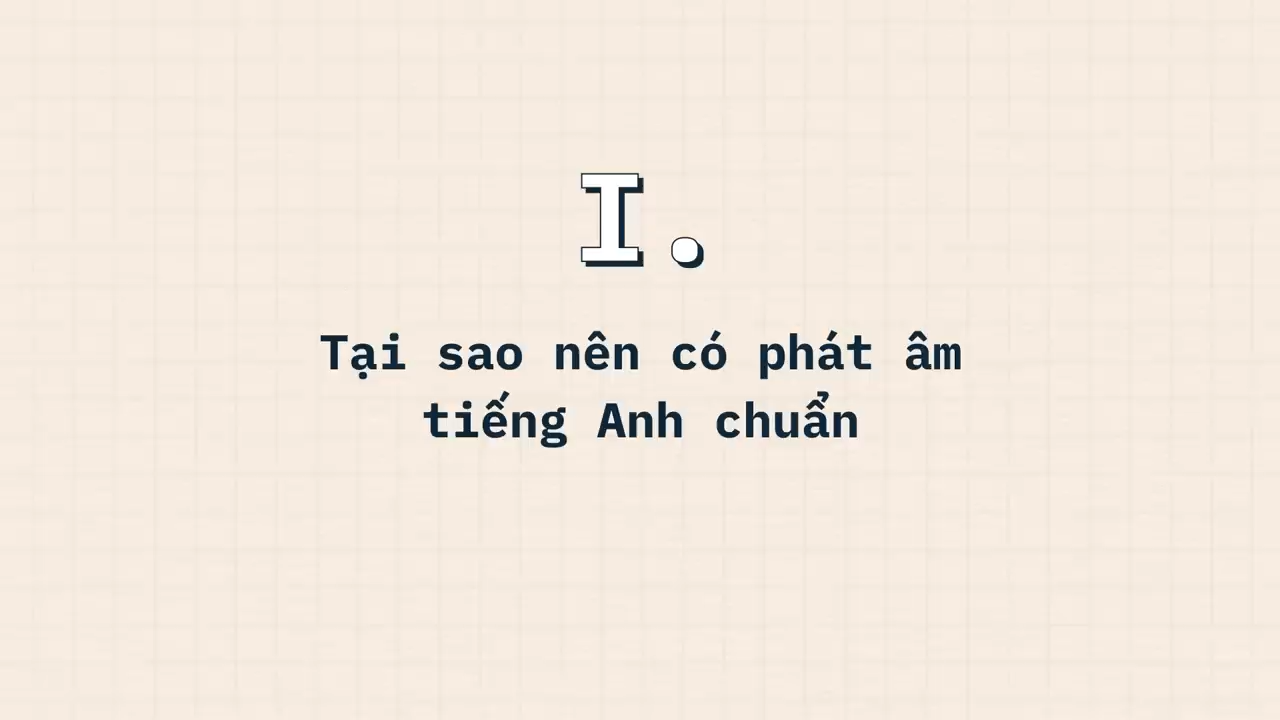 I.
Tại sao nên có phát âm
tiếng Anh chuẩn